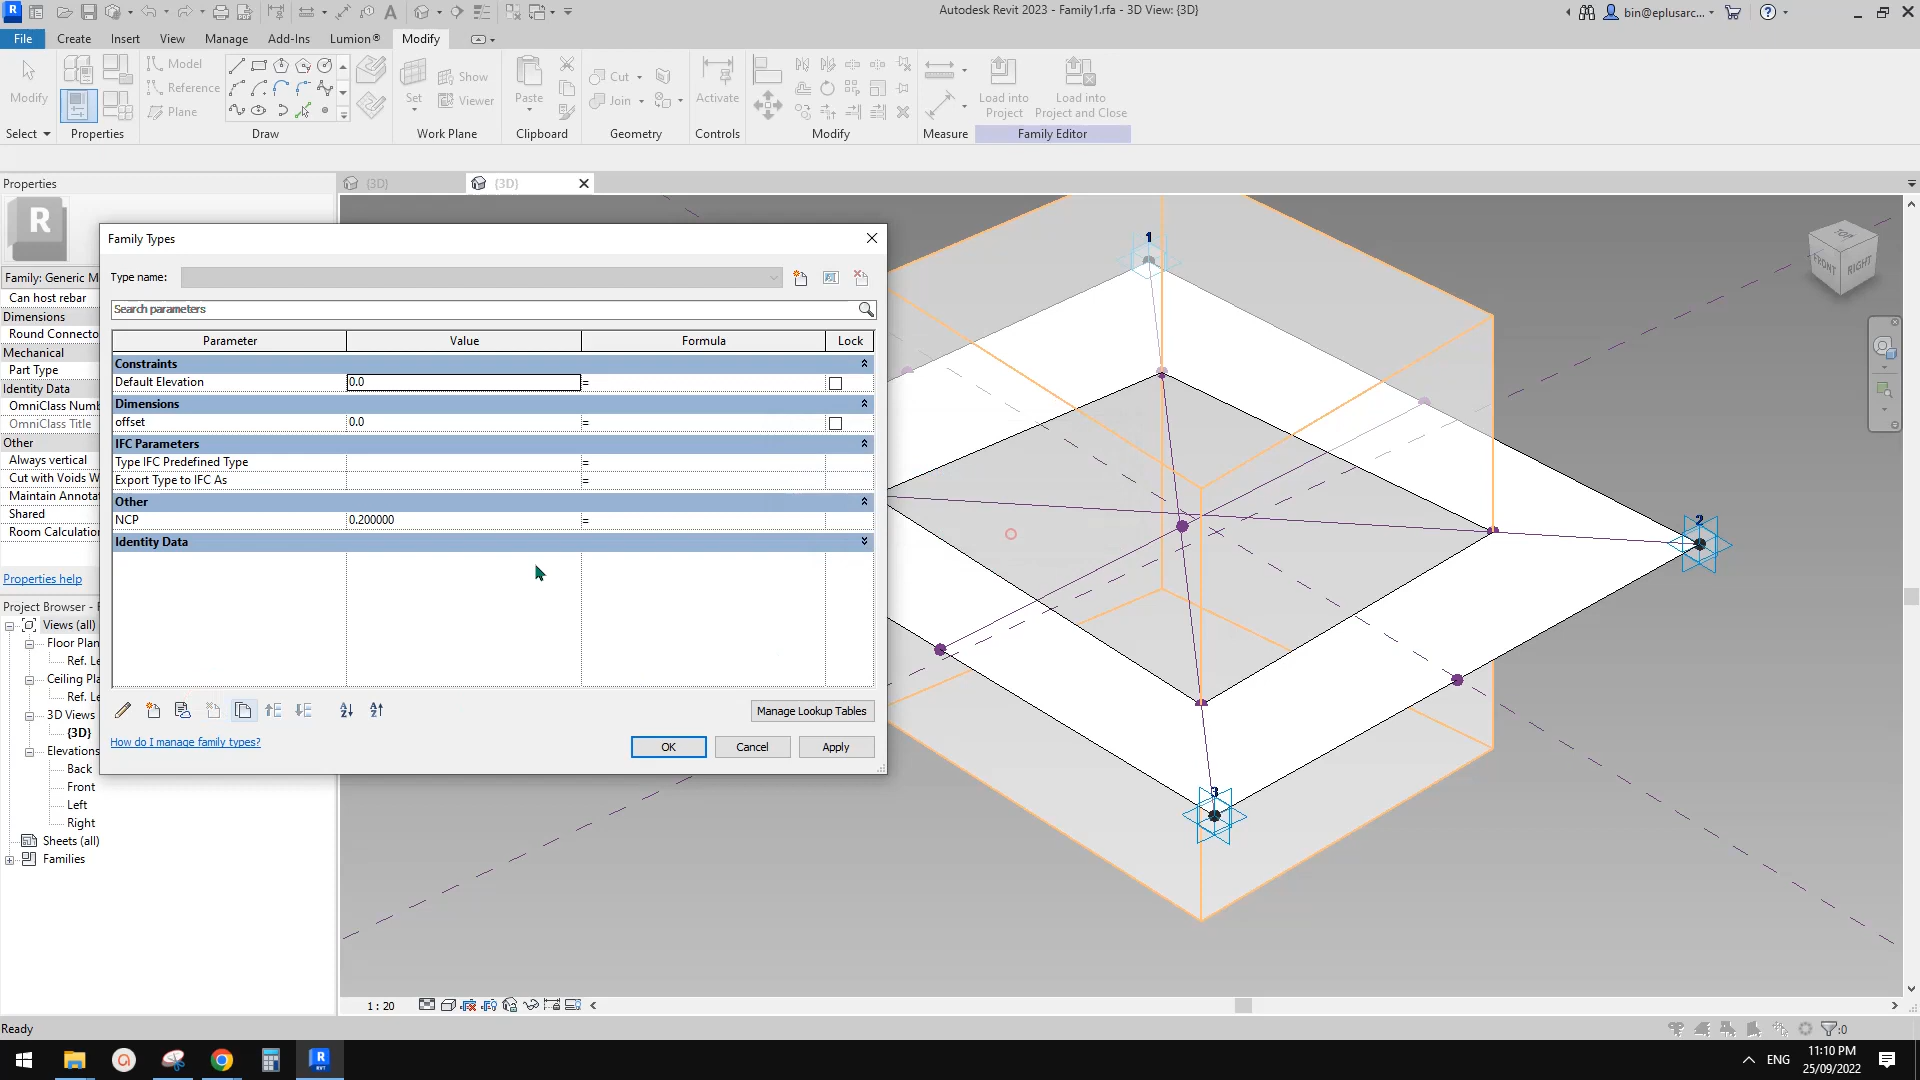 Autodesk Revit 2023 - Family1.rfa - 3D View: {3D}
bin@eplusarc...
File
Create
Insert
View
Manage
Add-Ins
Lumion®
Modify
Modify
Model
Reference
Plane
Set
Show
Viewer
Paste
Cut
Join
Activate
Load into
Project
Load into
Project and Close
Select
Properties
Draw
Work Plane
Clipboard
Geometry
Controls
Modify
Measure
Family Editor
Properties
{3D}
{3D}
R
Family: Generic M
Can host rebar
Dimensions
Round Connecto
Mechanical
Part Type
Identity Data
OmniClass Numb
OmniClass Title
Other
Always vertical
Cut with Voids W
Maintain Annotat
Shared
Room Calculation
Properties help
Project Browser - F
Views (all)
Floor Plan
Ref. Le
Ceiling Pla
Ref. Le
3D Views
{3D}
Elevations
Back
Front
Left
Right
Sheets (all)
Families
Family Types
Type name:
Search parameters
Parameter
Value
Formula
Lock
Constraints
Default Elevation
0.0
=
Dimensions
offset
0.0
=
IFC Parameters
Type IFC Predefined Type
=
Export Type to IFC As
=
Other
NCP
0.200000
=
Identity Data
Manage Lookup Tables
How do I manage family types?
OK
Cancel
Apply
1
2
3
TOP
FRONT
RIGHT
1 : 20
Ready
:0
ENG
11:10 PM
25/09/2022